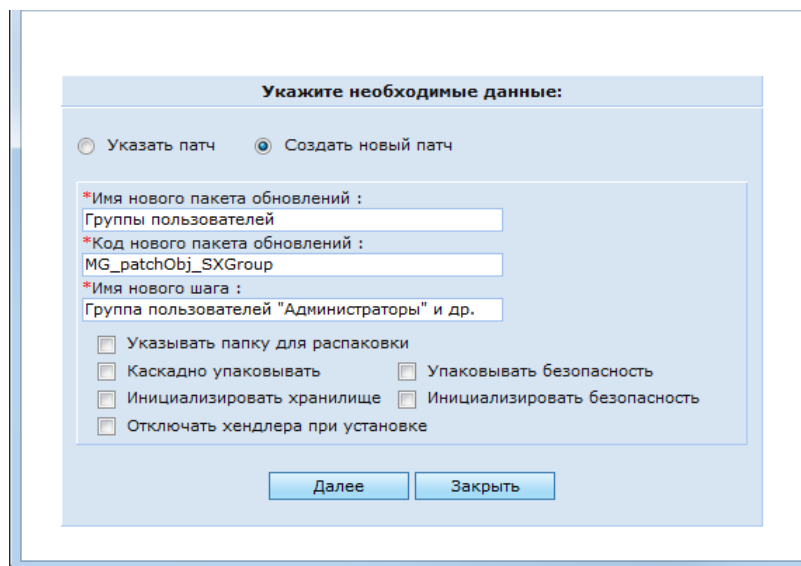 Укажите необходимые данные:
Указать патч Создать новый патч
*Имя нового пакета обновлений :
Группы пользователей
*Код нового пакета обновлений :
MG_patchObj_SXGroup
*Имя нового шага :
Группа пользователей "Администраторы" и др.
Указывать папку для распаковки
Каскадно упаковывать Упаковывать безопасность
Инициализировать хранилище Инициализировать безопасность
Отключать хендлера при установке
Далее Закрыть